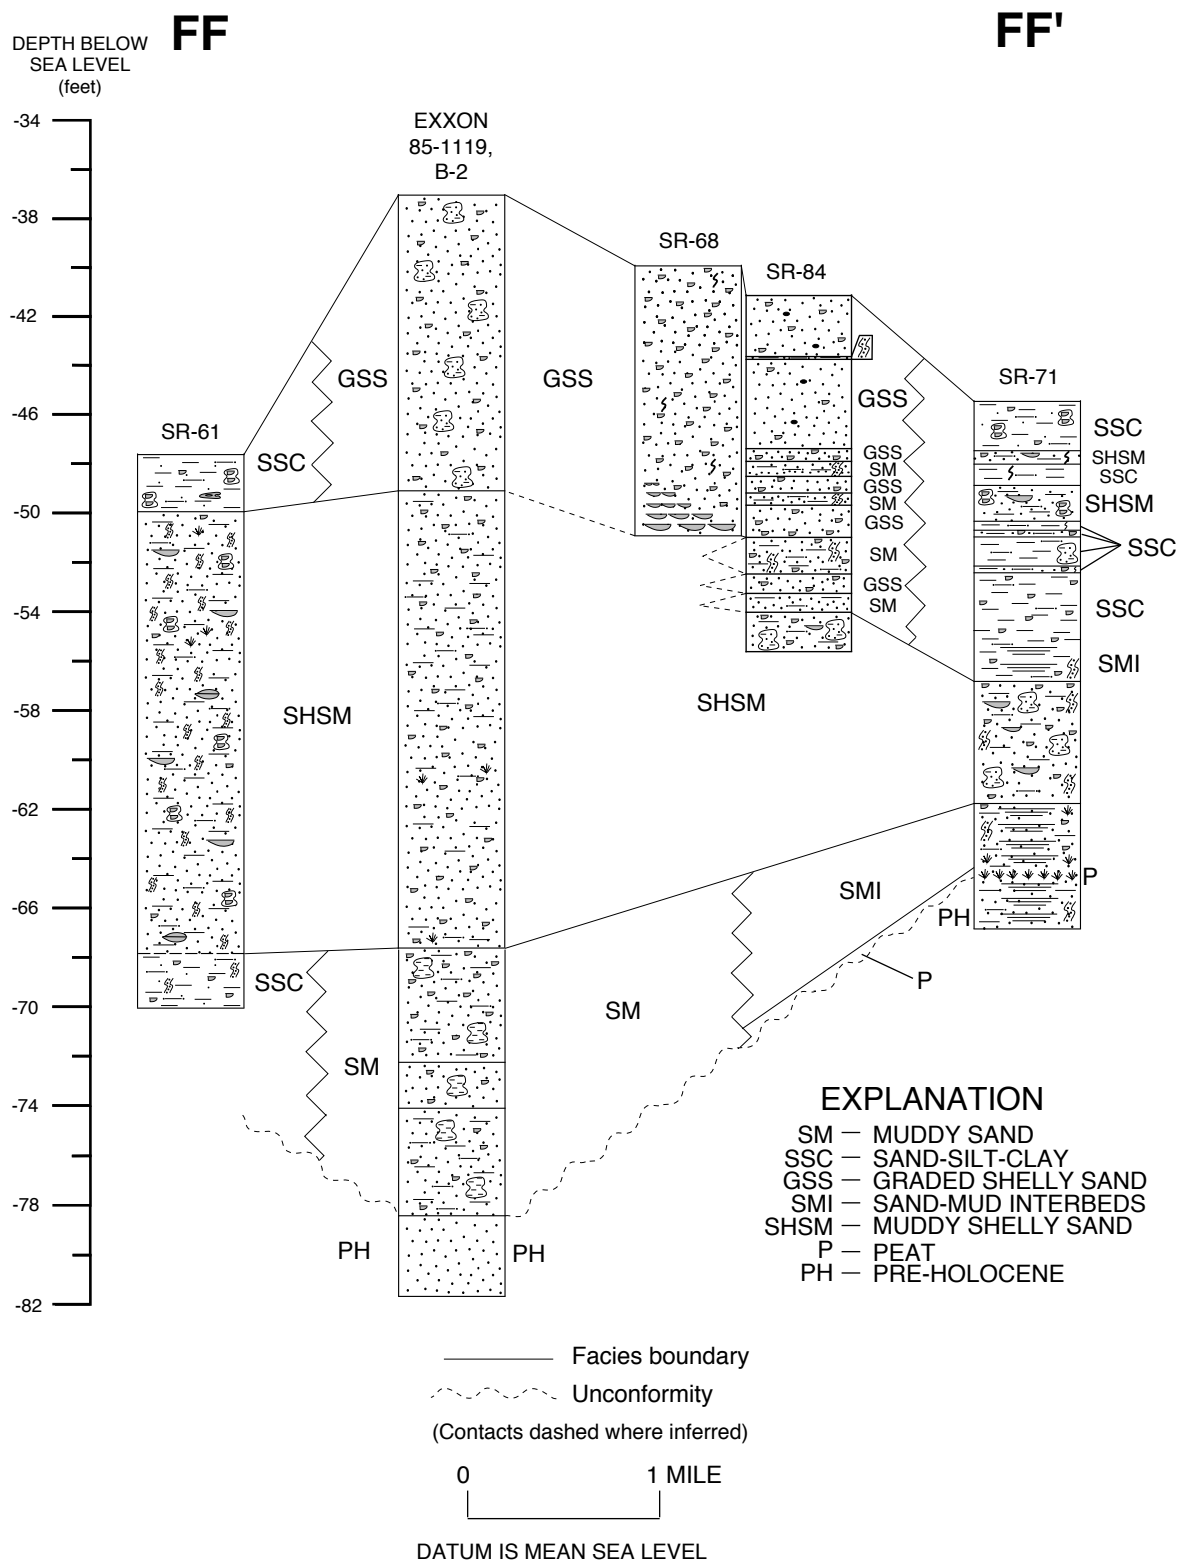 FF
FF'
DEPTH BELOW
SEA LEVEL
(feet)
-34
-38
-42
-46
-50
-54
-58
-62
-66
-70
-74
-78
-82
EXXON
85-1119,
B-2
SR-68
SR-84
SR-71
SR-61
GSS
GSS
GSS
SSC
SSC
SHSM
SSC
SHSM
SSC
SSC
SMI
GSS
SM
GSS
SM
GSS
SM
GSS
SM
SHSM
SHSM
SMI
P
PH
P
SSC
SM
SM
PH
PH
EXPLANATION
SM — MUDDY SAND
SSC — SAND-SILT-CLAY
GSS — GRADED SHELLY SAND
SMI — SAND-MUD INTERBEDS
SHSM — MUDDY SHELLY SAND
P — PEAT
PH — PRE-HOLOCENE
Facies boundary
Unconformity
(Contacts dashed where inferred)
0 1 MILE
DATUM IS MEAN SEA LEVEL